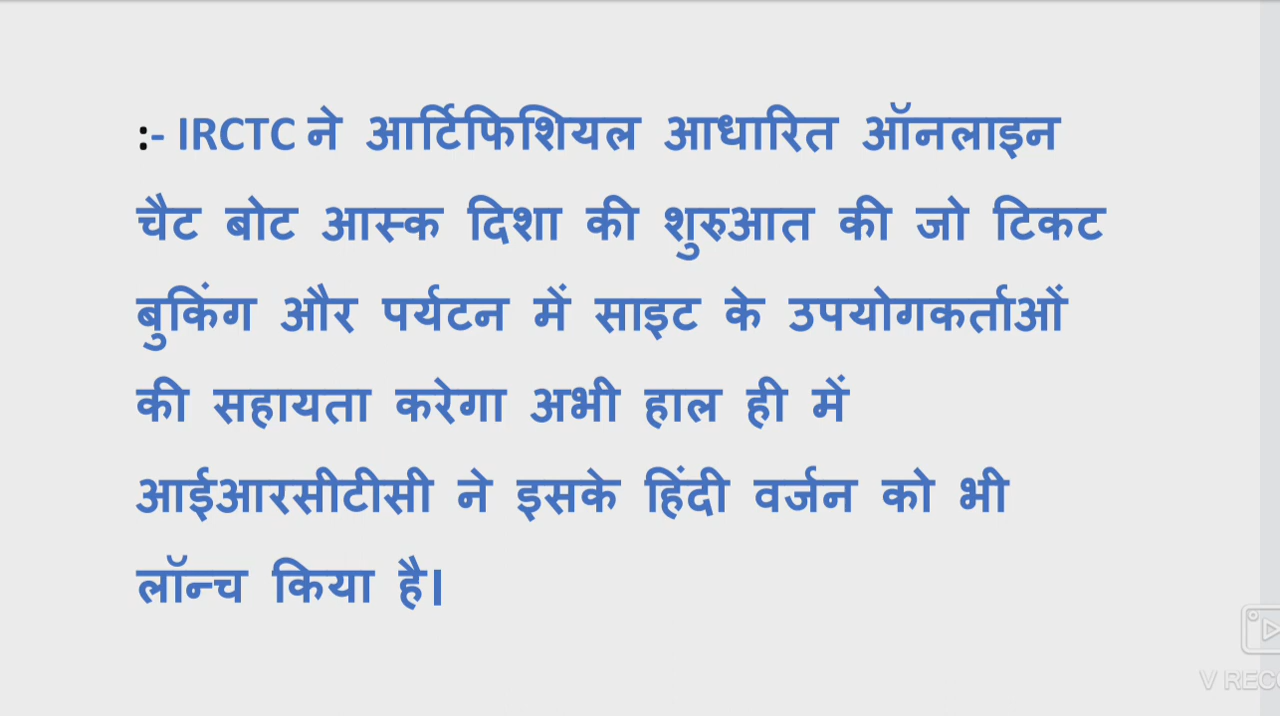 :- IRCTC ने आर्टिफिशियल आधारित ऑनलाइन
चैट बोट आस्क दिशा की शुरुआत की जो टिकट
बुकिंग और पर्यटन में साइट के उपयोगकर्ताओं
की सहायता करेगा अभी हाल ही में
आईआरसीटीसी ने इसके हिंदी वर्जन को भी
लॉन्च किया है।